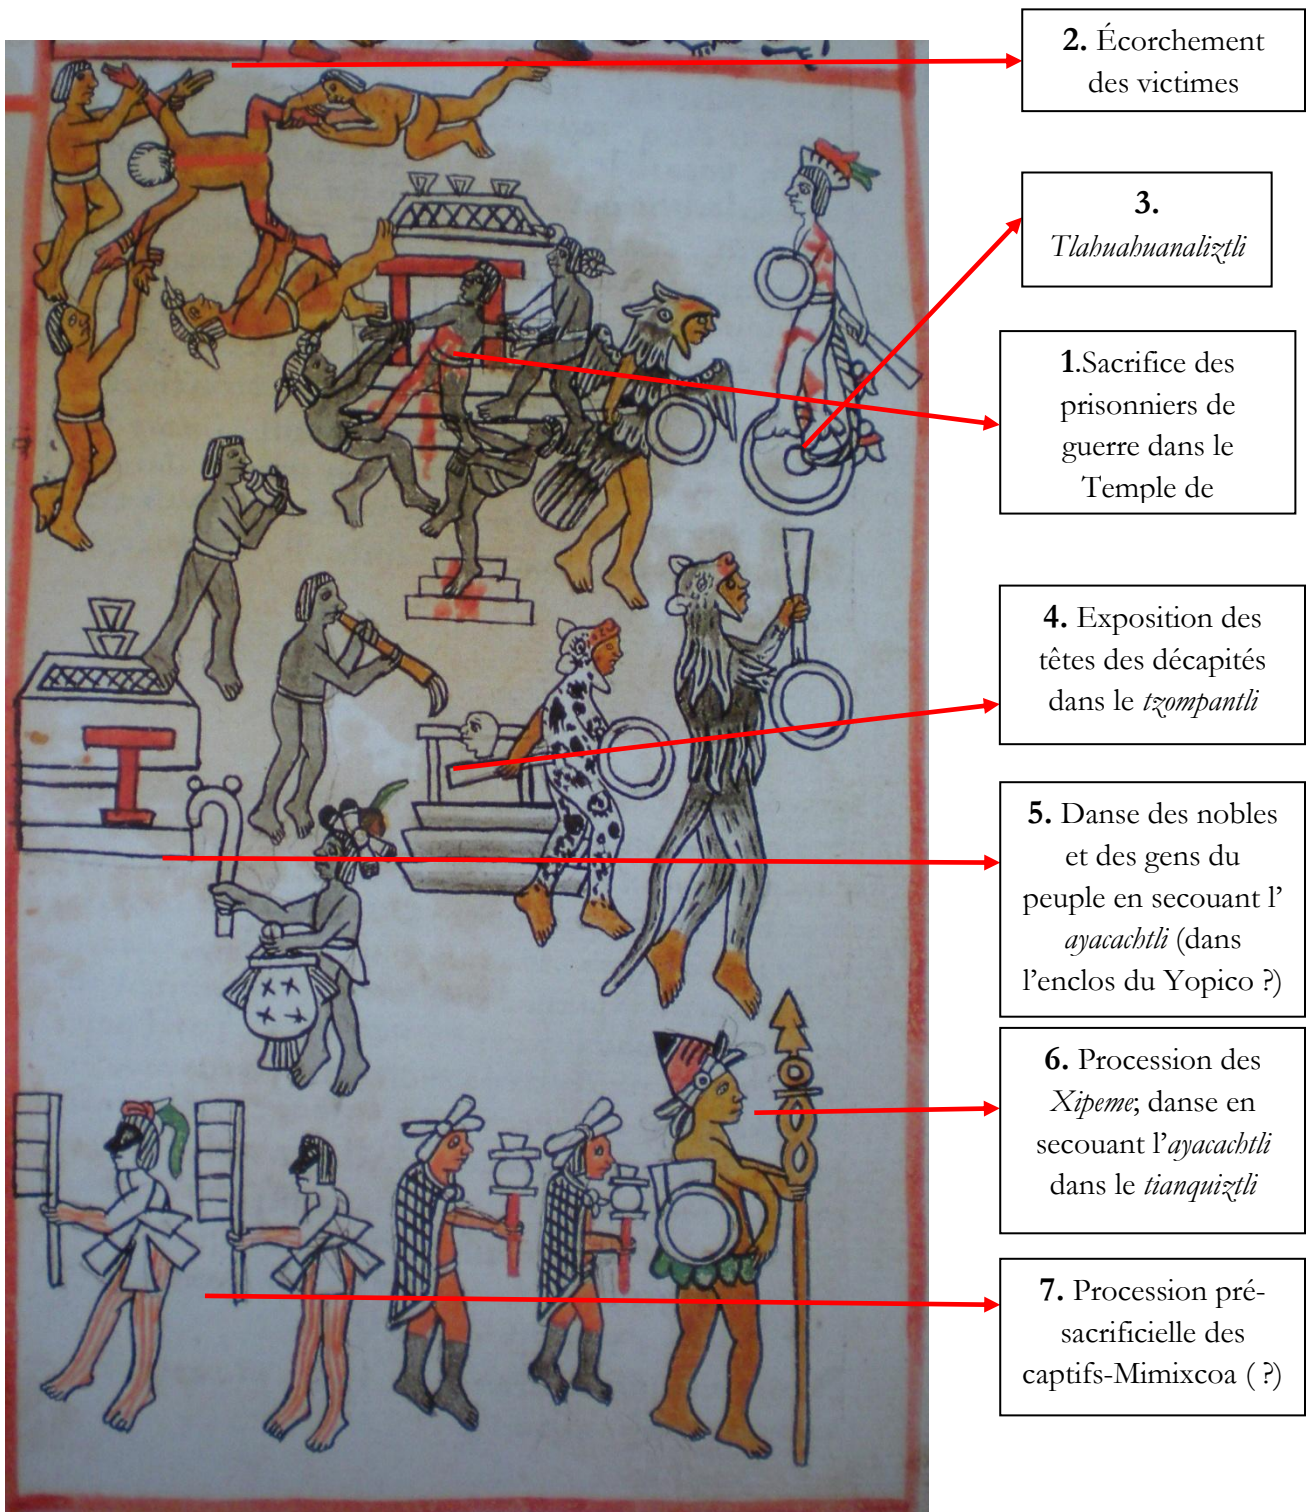 2. Écorchement
des victimes
3.
Tlahuahuanaliztli
1.Sacrifice des
prisonniers de
guerre dans le
Temple de
4. Exposition des
têtes des décapités
dans le tzompantli
5. Danse des nobles
et des gens du
peuple en secouant l'
ayacachtli (dans
l'enclos du Yopico ?)
6. Procession des
Xipeme; danse en
secouant l'ayacachtli
dans le tianquiztli
7. Procession pré-
sacrificielle des
captifs-Mimixcoa ( ?)